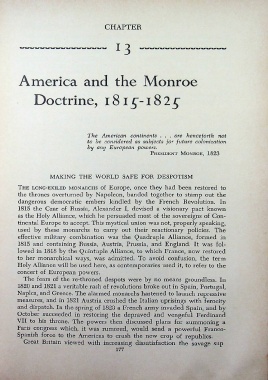 CHAPTER
13
America and the Monroe
Doctrine, 1815-1825
The American continents . . . are henceforth not
to be considered as subjects for future colonization
by any European powers.
PRESIDENT MONROE, 1823
MAKING THE WORLD SAFE FOR DESPOTISM
THE LONG-EXILED MONARCHS of Europe, once they had been restored to
the thrones overturned by Napoleon, banded together to stamp out the
dangerous democratic embers kindled by the French Revolution. In
1815 the Czar of Russia, Alexander I, devised a visionary pact known
as the Holy Alliance, which he persuaded most of the sovereigns of Con-
tinental Europe to accept. This mystical union was not, properly speaking,
used by these monarchs to carry out their reactionary policies. The
effective military combination was the Quadruple Alliance, formed in
1815 and containing Russia, Austria, Prussia, and England. It was fol-
lowed in 1818 by the Quintuple Alliance, to which France, now restored
to her monarchical ways, was admitted. To avoid confusion, the term
Holy Alliance will be used here, as contemporaries used it, to refer to the
concert of European powers.
The fears of the re-throned despots were by no means groundless. In
1820 and 1821 a veritable rash of revolutions broke out in Spain, Portugal,
Naples, and Greece. The alarmed monarchs hastened to launch repressive
measures, and in 1821 Austria crushed the Italian uprisings with ferocity
and dispatch. In the spring of 1823 a French army invaded Spain, and by
October succeeded in restoring the depraved and vengeful Ferdinand
VII to his throne. The powers then discussed plans for summoning a
Paris congress which, it was rumored, would send a powerful Franco-
Spanish force to the Americas to crush the new crop of republics.
Great Britain viewed with increasing dissatisfaction the savage sup
177